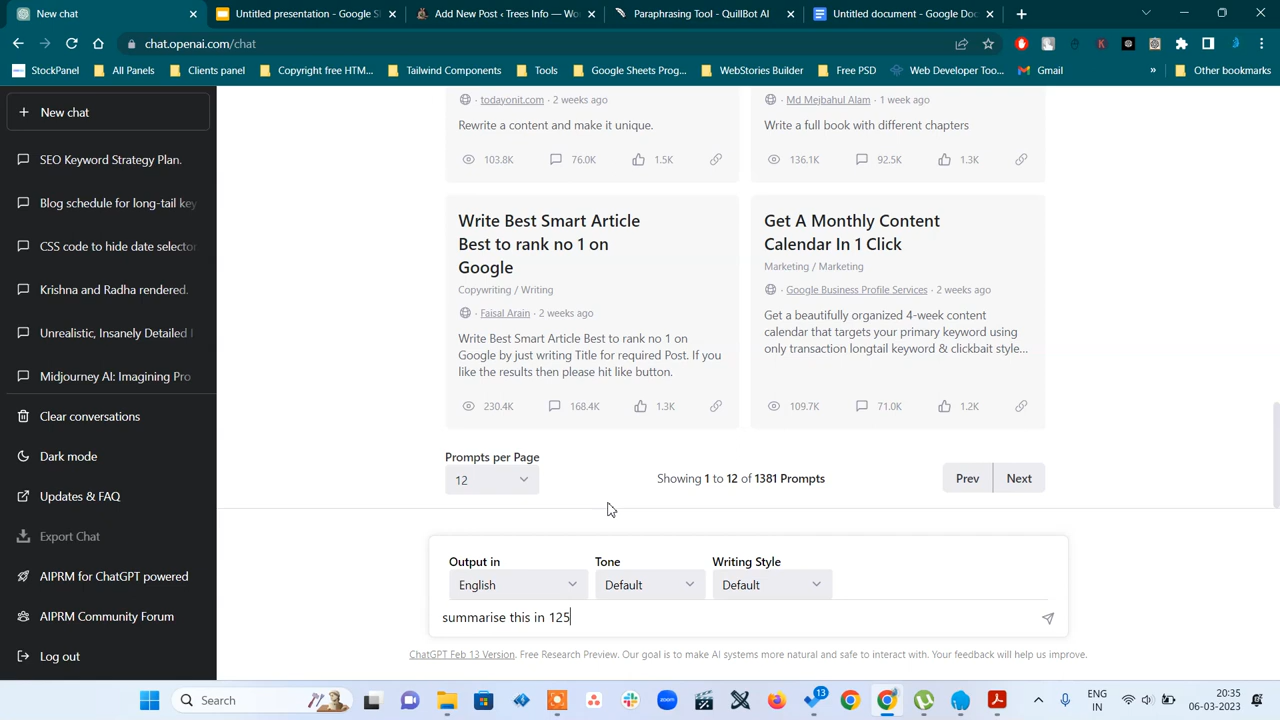 New chat
Untitled presentation - Google Sl
Add New Post ‹ Trees Info — Wo
Paraphrasing Tool - QuillBot AI
Untitled document - Google Doc
chat.openai.com/chat
StockPanel
All Panels
Clients panel
Copyright free HTM...
Tailwind Components
Tools
Google Sheets Prog...
WebStories Builder
Free PSD
Web Developer Too...
Gmail
»
Other bookmarks
New chat
SEO Keyword Strategy Plan.
Blog schedule for long-tail key
CSS code to hide date selector
Krishna and Radha rendered.
Unrealistic, Insanely Detailed I
Midjourney AI: Imagining Pro
Clear conversations
Dark mode
Updates & FAQ
Export Chat
AIPRM for ChatGPT powered
AIPRM Community Forum
Log out
· todayonit.com · 2 weeks ago
Rewrite a content and make it unique.
103.8K 76.0K 1.5K
· Md Mejbahul Alam · 1 week ago
Write a full book with different chapters
136.1K 92.5K 1.3K
Write Best Smart Article
Best to rank no 1 on
Google
Copywriting / Writing
· Faisal Arain · 2 weeks ago
Write Best Smart Article Best to rank no 1 on
Google by just writing Title for required Post. If you
like the results then please hit like button.
230.4K 168.4K 1.3K
Get A Monthly Content
Calendar In 1 Click
Marketing / Marketing
· Google Business Profile Services · 2 weeks ago
Get a beautifully organized 4-week content
calendar that targets your primary keyword using
only transaction longtail keyword & clickbait style...
109.7K 71.0K 1.2K
Prompts per Page
12
Showing 1 to 12 of 1381 Prompts
Prev Next
Output in Tone Writing Style
English Default Default
summarise this in 125
ChatGPT Feb 13 Version. Free Research Preview. Our goal is to make AI systems more natural and safe to interact with. Your feedback will help us improve.
Search
13
ENG
IN
20:35
06-03-2023